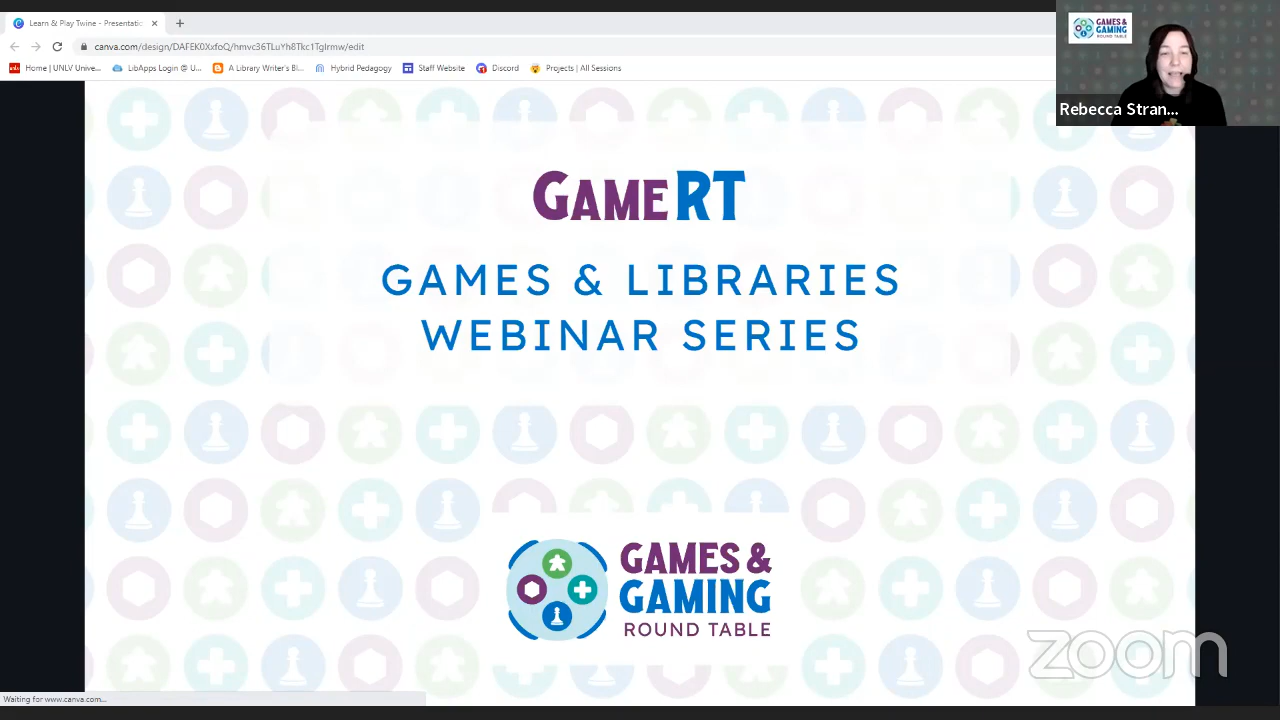 Learn & Play Twine - Presentatio
canva.com/design/DAFEK0XxfoQ/hmvc36TLuYh8Tkc1TgIrmw/edit
Home | UNLV Unive...
LibApps Login @ U...
A Library Writer's Bl...
Hybrid Pedagogy
Staff Website
Discord
Projects | All Sessions
GAMES &
GAMING
ROUND TABLE
Rebecca Stran...
GAMERT
GAMES & LIBRARIES
WEBINAR SERIES
GAMES &
GAMING
ROUND TABLE
zoom
Waiting for www.canva.com...